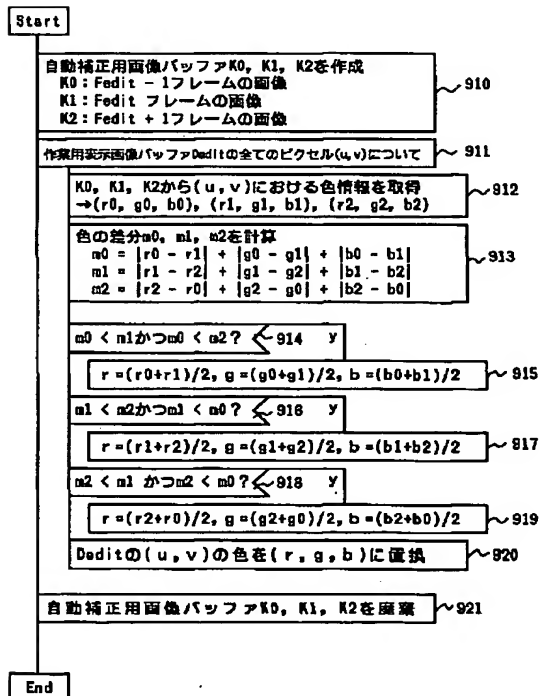 Start
自動補正用画像バッファK0, K1, K2を作成
K0：Fedit - 1フレームの画像
K1：Fedit フレームの画像
K2：Fedit + 1フレームの画像
910
作業用表示画像バッファDeditの全てのピクセル(u,v)について
911
K0, K1, K2から(u,v)における色情報を取得
→(r0, g0, b0), (r1, g1, b1), (r2, g2, b2)
912
色の差分m0, m1, m2を計算
m0 = |r0 - r1| + |g0 - g1| + |b0 - b1|
m1 = |r1 - r2| + |g1 - g2| + |b1 - b2|
m2 = |r2 - r0| + |g2 - g0| + |b2 - b0|
913
m0 < m1かつm0 < m2? 914 y
r=(r0+r1)/2, g=(g0+g1)/2, b=(b0+b1)/2
915
m1 < m2かつm1 < m0? 916 y
r=(r1+r2)/2, g=(g1+g2)/2, b=(b1+b2)/2
917
m2 < m1 かつm2 < m0? 918 y
r=(r2+r0)/2, g=(g2+g0)/2, b=(b2+b0)/2
919
Deditの(u,v)の色を(r,g,b)に置換
920
自動補正用画像バッファK0, K1, K2を廃棄
921
End